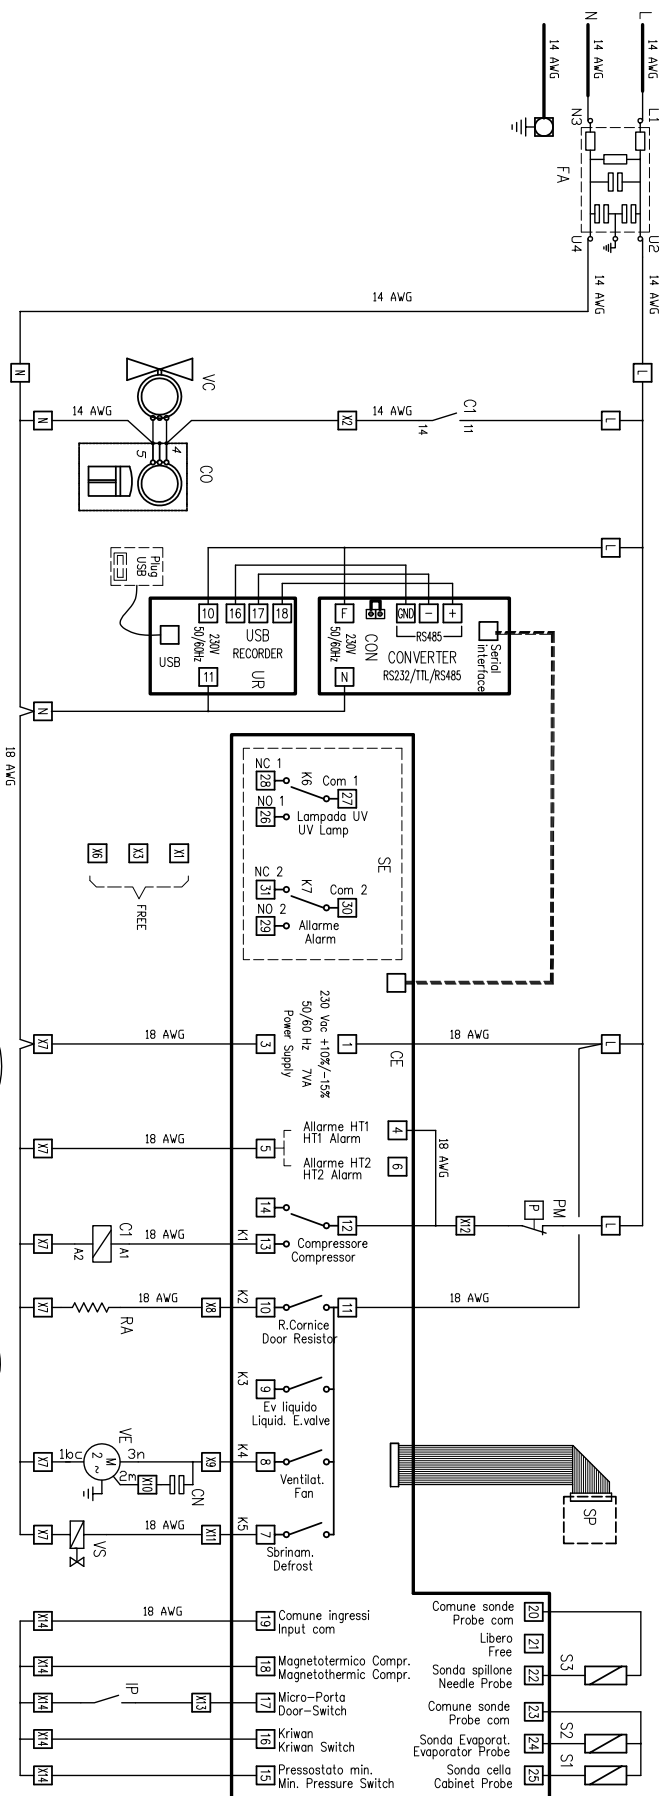 L
N
14 AWG
14 AWG
14 AWG
L1
N3
FA
U2
U4
14 AWG
14 AWG
14 AWG
N
L
VC
N
14 AWG
X2
14 AWG
C1
14
11
L
5
4
CO
L
Plug
USB
10
16
17
18
USB
RECORDER
230V
50/60Hz
USB
11
UR
F
GND
−
+
RS485
CON
230V
50/60Hz
CONVERTER
RS232/TTL/RS485
N
Serial
interface
N
18 AWG
NC 1
28
K6
Com 1
27
NO 1
26
Lampada UV
UV Lamp
SE
X6
X3
X1
FREE
NC 2
31
K7
Com 2
30
NO 2
29
Allarme
Alarm
X7
18 AWG
3
230 Vac +10%/-15%
50/60 Hz 7VA
Power Supply
1
CE
18 AWG
L
X7
18 AWG
5
Allarme HT1
HT1 Alarm
4
Allarme HT2
HT2 Alarm
6
18 AWG
14
12
X12
P
PM
L
X7
C1
A2
A1
18 AWG
K1
13
Compressore
Compressor
X7
RA
18 AWG
X8
K2
10
11
18 AWG
R.Cornice
Door Resistor
K3
9
Ev liquido
Liquid. E.valve
X7
1bc
VE
M
2
~
3n
2m
X10
CN
X9
K4
8
Ventilat.
Fan
SP
X7
VS
18 AWG
X11
K5
7
Sbrinam.
Defrost
X14
18 AWG
19
Comune ingressi
Input com
Comune sonde
Probe com
20
Libero
Free
21
X14
18
Magnetotermico Compr.
Magnetothermic Compr.
Sonda spillone
Needle Probe
22
S3
X14
IP
X13
17
Micro-Porta
Door-Switch
Comune sonde
Probe com
23
X14
16
Kriwan
Kriwan Switch
Sonda Evaporat.
Evaporator Probe
24
S2
X14
15
Pressostato min.
Min. Pressure Switch
Sonda cella
Cabinet Probe
25
S1